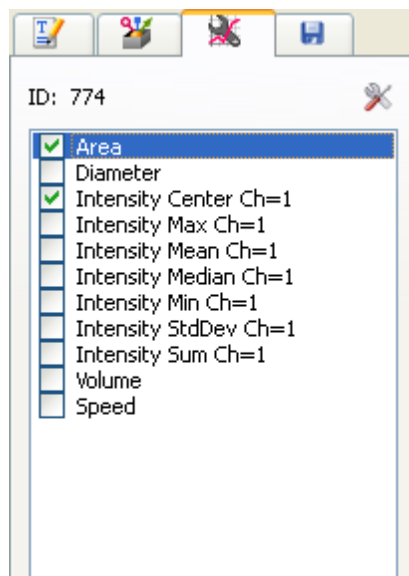 ID: 774
Area
Diameter
Intensity Center Ch=1
Intensity Max Ch=1
Intensity Mean Ch=1
Intensity Median Ch=1
Intensity Min Ch=1
Intensity StdDev Ch=1
Intensity Sum Ch=1
Volume
Speed